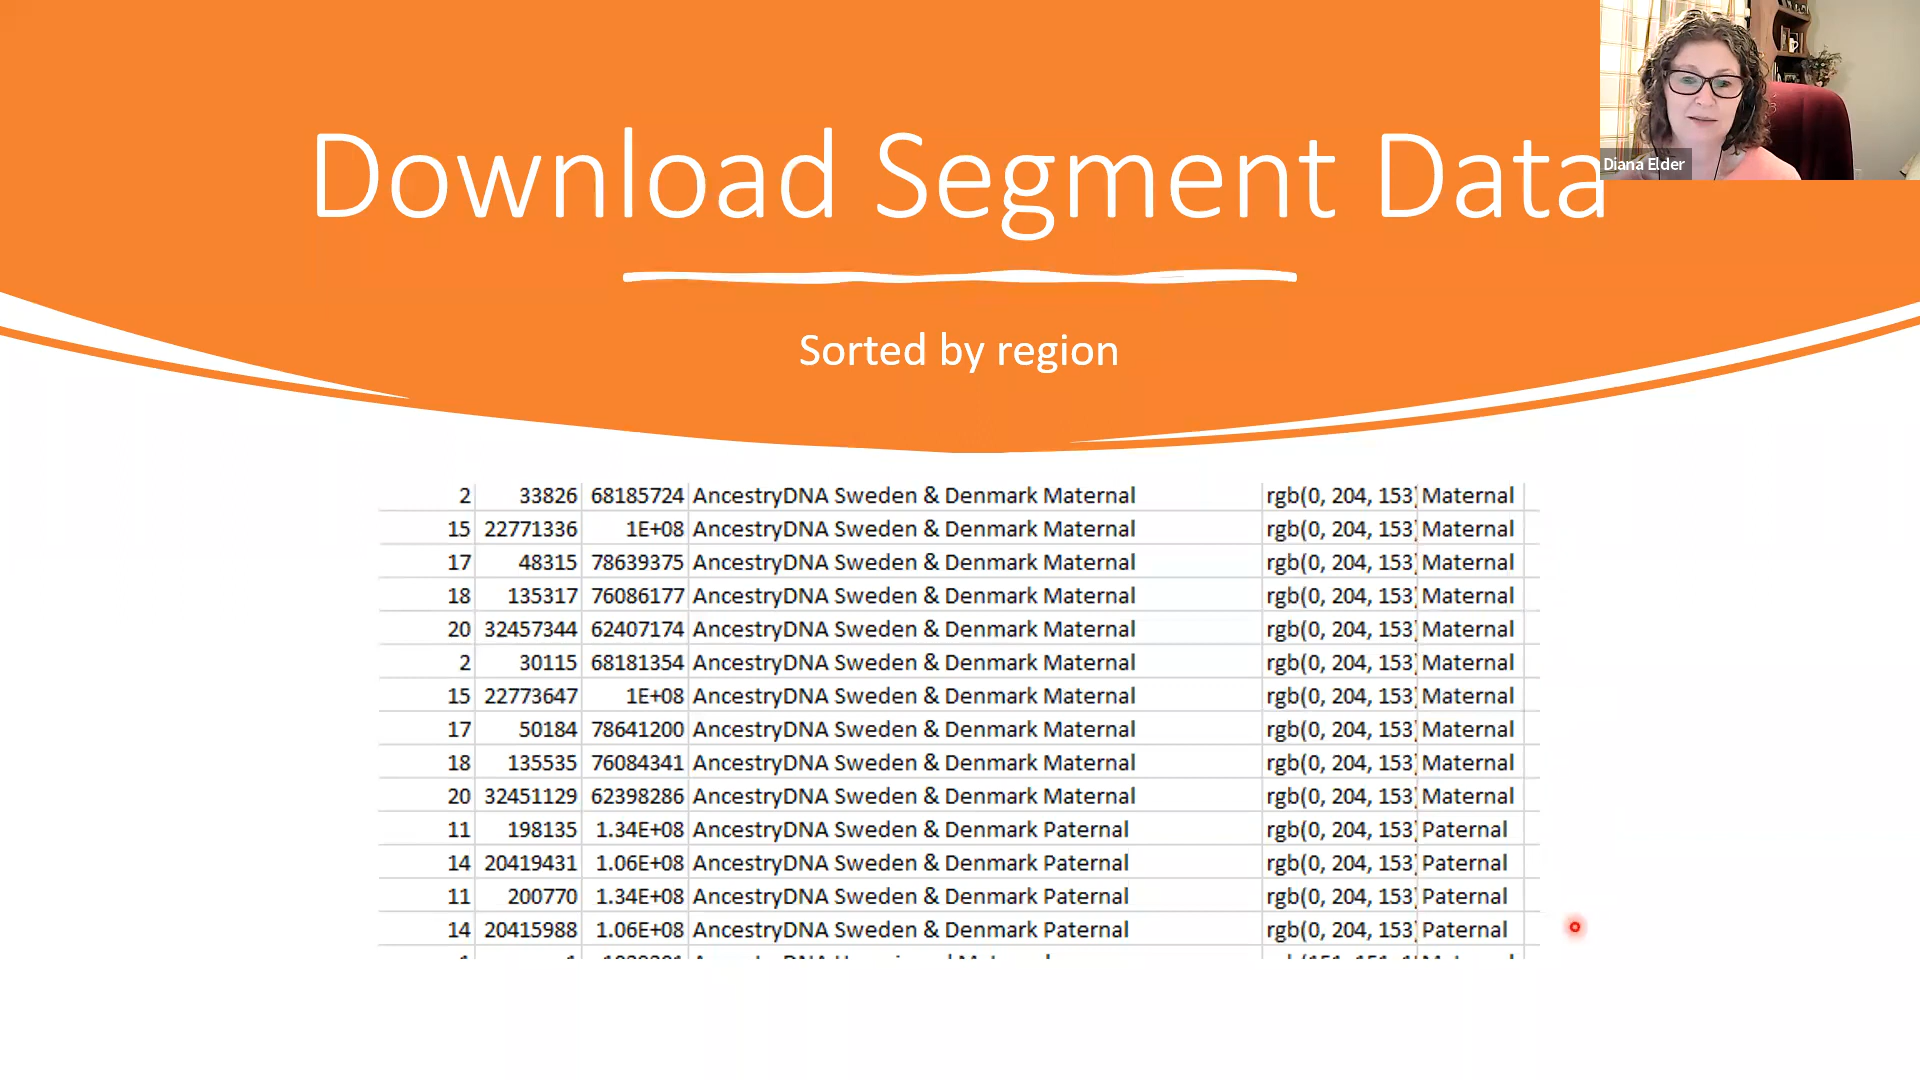 Download Segment Data
Diana Elder
Sorted by region
2 33826 68185724 AncestryDNA Sweden & Denmark Maternal rgb(0, 204, 153) Maternal
15 22771336 1E+08 AncestryDNA Sweden & Denmark Maternal rgb(0, 204, 153) Maternal
17 48315 78639375 AncestryDNA Sweden & Denmark Maternal rgb(0, 204, 153) Maternal
18 135317 76086177 AncestryDNA Sweden & Denmark Maternal rgb(0, 204, 153) Maternal
20 32457344 62407174 AncestryDNA Sweden & Denmark Maternal rgb(0, 204, 153) Maternal
2 30115 68181354 AncestryDNA Sweden & Denmark Maternal rgb(0, 204, 153) Maternal
15 22773647 1E+08 AncestryDNA Sweden & Denmark Maternal rgb(0, 204, 153) Maternal
17 50184 78641200 AncestryDNA Sweden & Denmark Maternal rgb(0, 204, 153) Maternal
18 135535 76084341 AncestryDNA Sweden & Denmark Maternal rgb(0, 204, 153) Maternal
20 32451129 62398286 AncestryDNA Sweden & Denmark Maternal rgb(0, 204, 153) Maternal
11 198135 1.34E+08 AncestryDNA Sweden & Denmark Paternal rgb(0, 204, 153) Paternal
14 20419431 1.06E+08 AncestryDNA Sweden & Denmark Paternal rgb(0, 204, 153) Paternal
11 200770 1.34E+08 AncestryDNA Sweden & Denmark Paternal rgb(0, 204, 153) Paternal
14 20415988 1.06E+08 AncestryDNA Sweden & Denmark Paternal rgb(0, 204, 153) Paternal